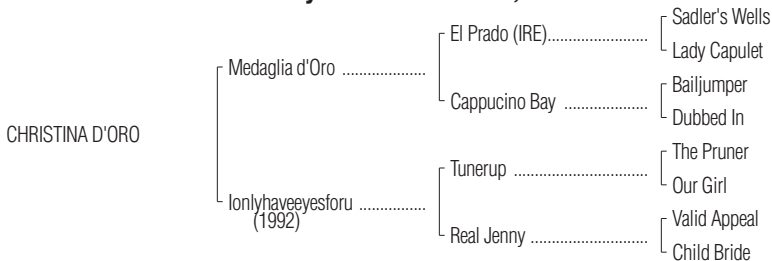 Sadler's Wells
El Prado (IRE)............................
Lady Capulet
Medaglia d'Oro .......................
Bailjumper
Cappucino Bay .......................
Dubbed In
CHRISTINA D'ORO
The Pruner
Tunerup ....................................
Our Girl
Ionlyhaveeyesforu ..................
(1992)
Valid Appeal
Real Jenny ...............................
Child Bride